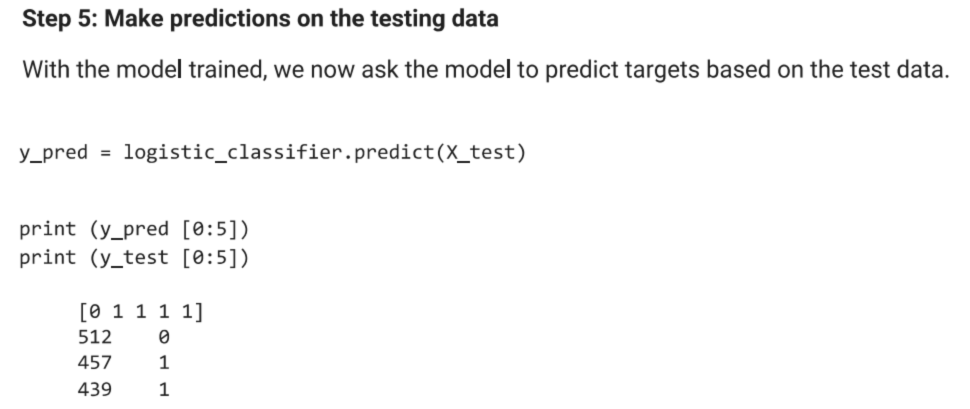 Step 5: Make predictions on the testing data
With the model trained, we now ask the model to predict targets based on the test data.
y_pred = logistic_classifier.predict(X_test)
print (y_pred [0:5])
print (y_test [0:5])
[0 1 1 1 1]
512    0
457    1
439    1